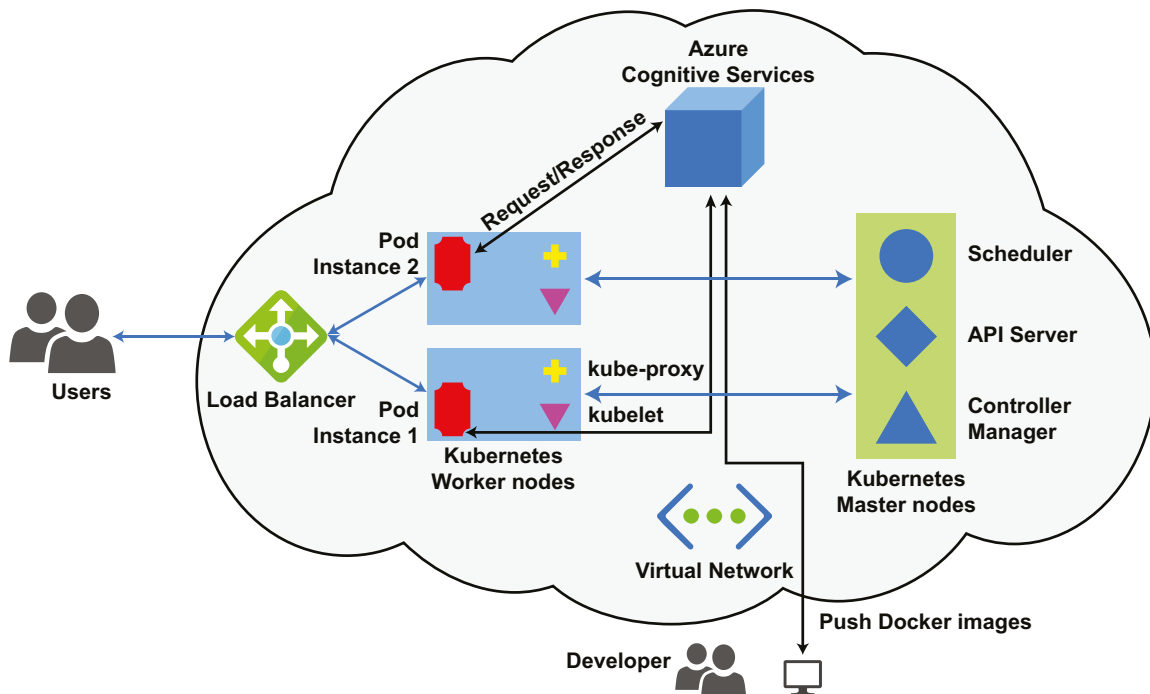 Azure
Cognitive Services
Request/Response
Pod
Instance 2
Scheduler
API Server
Users
Load Balancer
kube-proxy
kubelet
Pod
Instance 1
Controller
Manager
Kubernetes
Worker nodes
Kubernetes
Master nodes
Virtual Network
Push Docker images
Developer